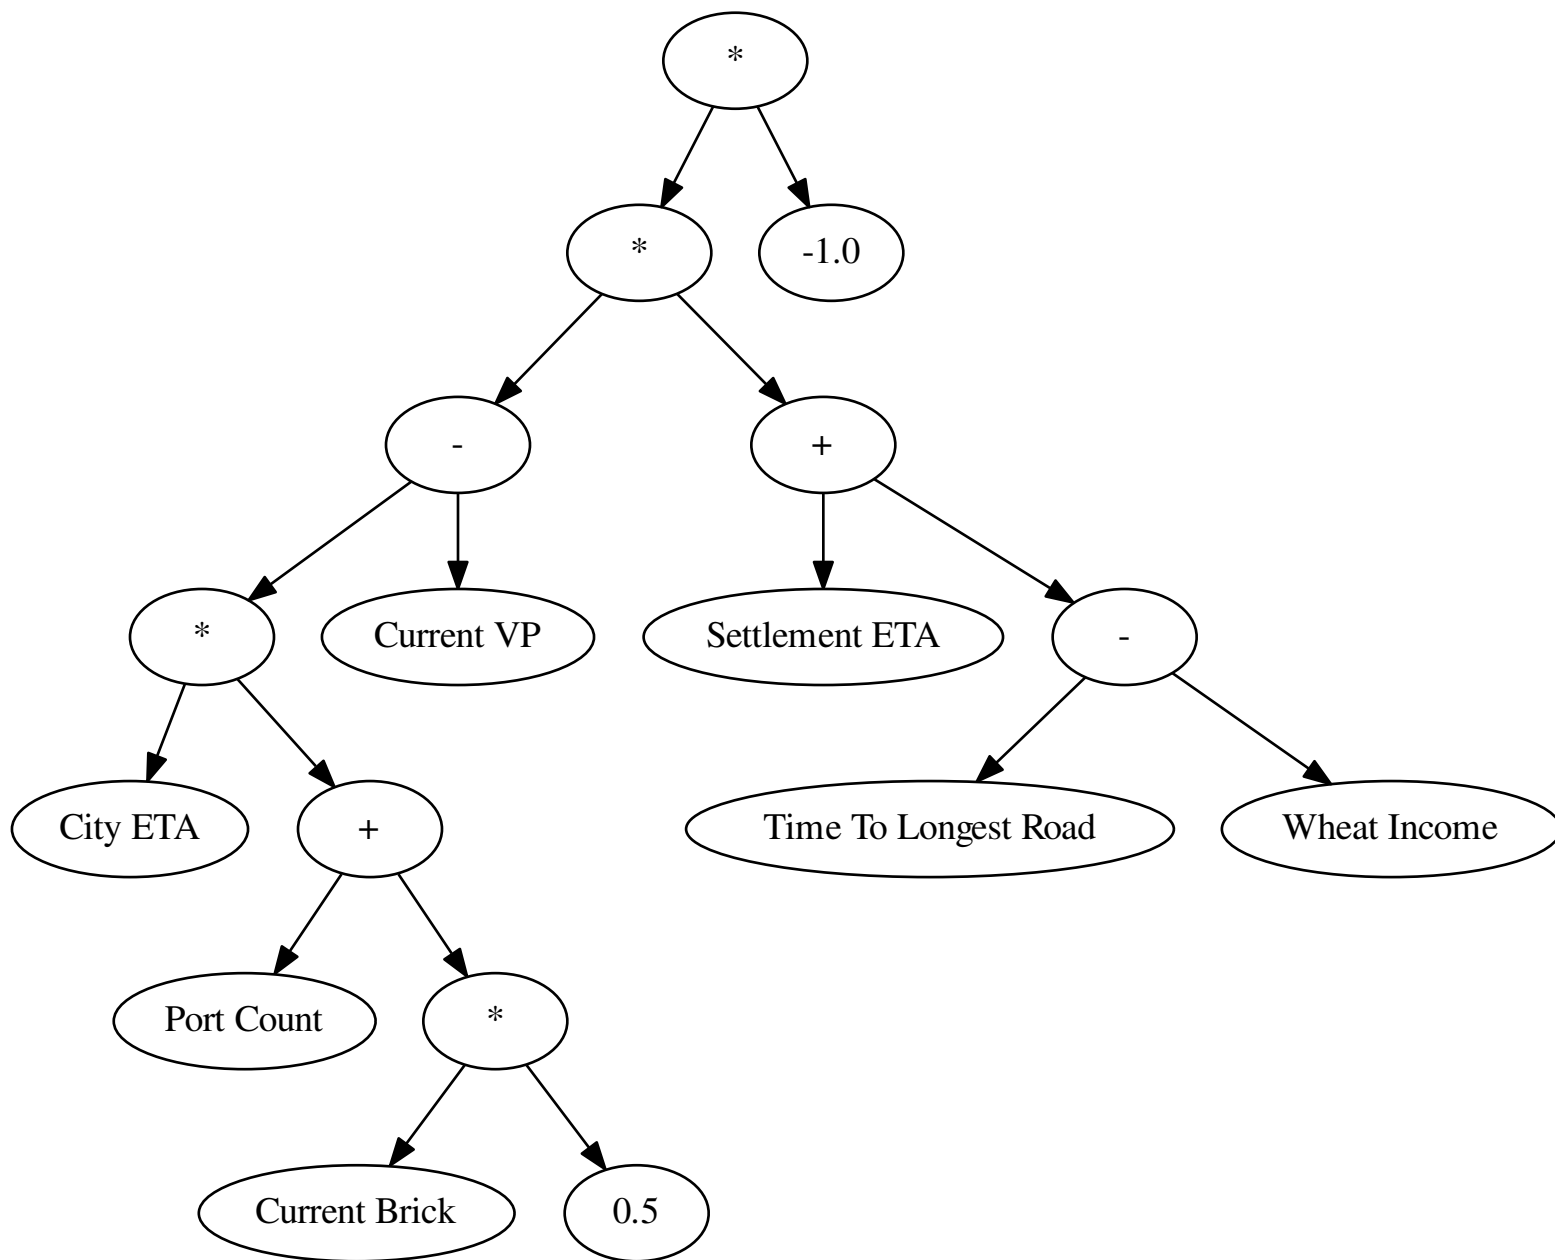 *
*
-1.0
-
+
*
Current VP
Settlement ETA
-
City ETA
+
Time To Longest Road
Wheat Income
Port Count
*
Current Brick
0.5